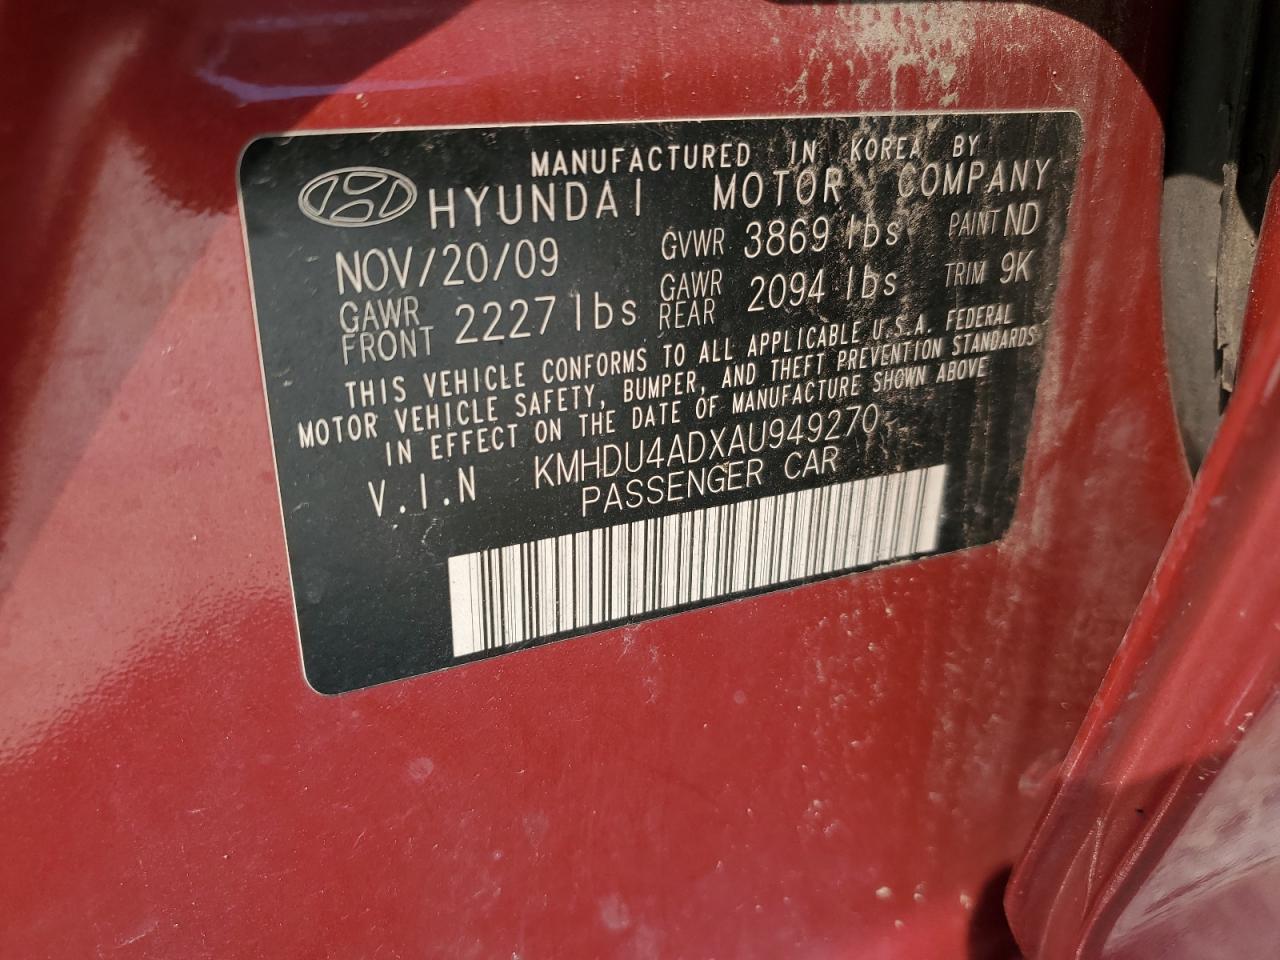 MANUFACTURED IN KOREA BY
HYUNDAI MOTOR COMPANY
NOV/20/09 GVWR 3869 lbs PAINT ND
GAWR FRONT 2227 lbs GAWR REAR 2094 lbs TRIM 9K
THIS VEHICLE CONFORMS TO ALL APPLICABLE U.S.A. FEDERAL
MOTOR VEHICLE SAFETY, BUMPER, AND THEFT PREVENTION STANDARDS
IN EFFECT ON THE DATE OF MANUFACTURE SHOWN ABOVE
V.I.N KMHDU4ADXAU949270
PASSENGER CAR